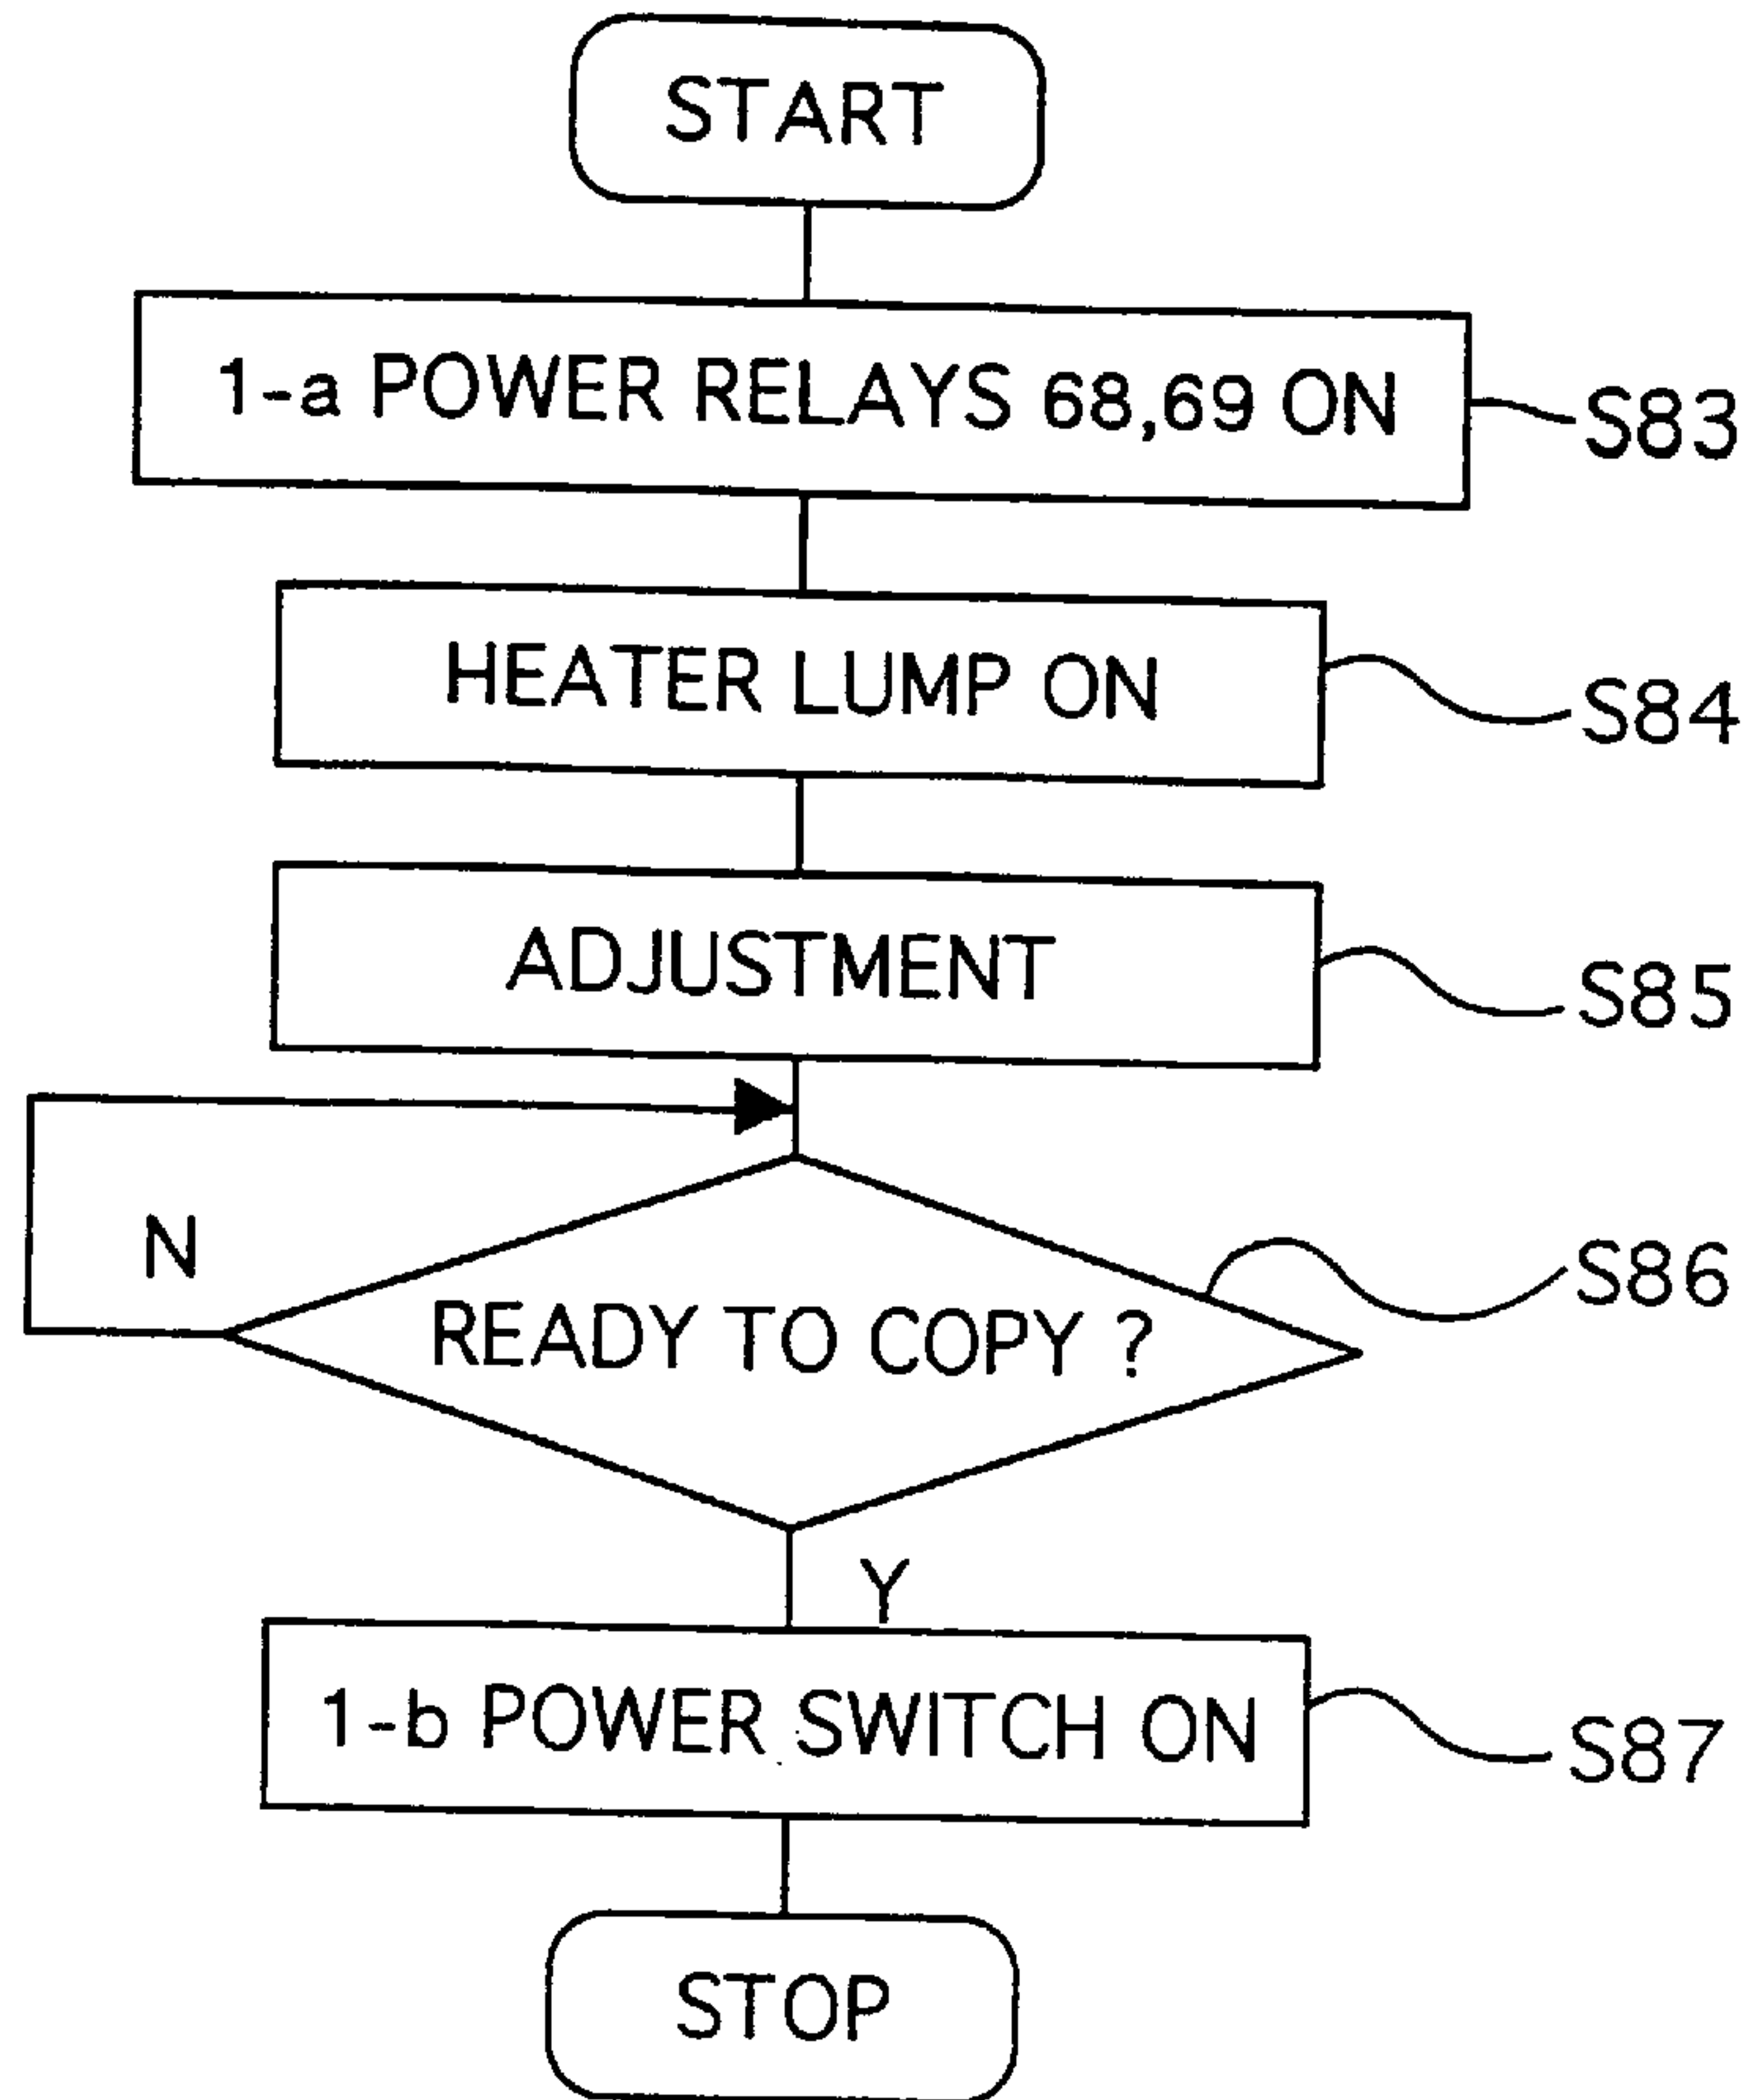 START
1-a POWER RELAYS 68,69 ON
S83
HEATER LUMP ON
S84
ADJUSTMENT
S85
N
READY TO COPY ?
S86
Y
1-b POWER SWITCH ON
S87
STOP